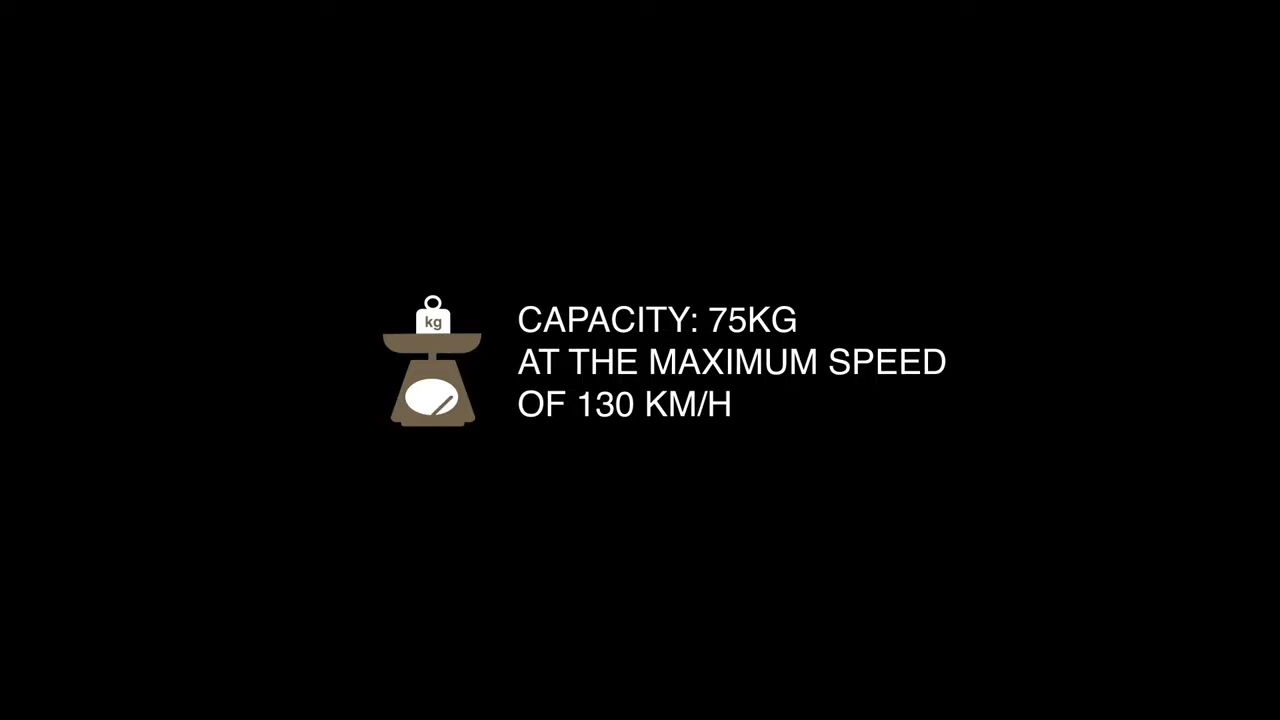 kg
CAPACITY: 75KG
AT THE MAXIMUM SPEED
OF 130 KM/H